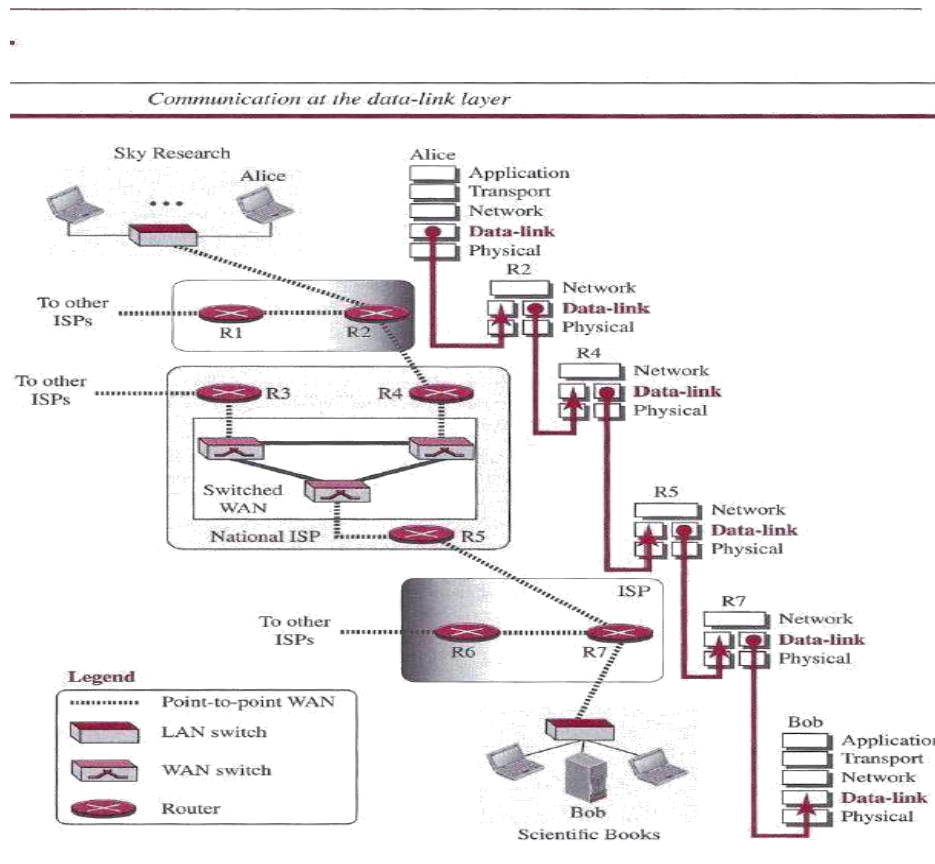 Communication at the data-link layer
Sky Research
Alice
Alice
Application
Transport
Network
Data-link
Physical
R2
Network
Data-link
Physical
To other
ISPs
R1
R2
R4
Network
Data-link
Physical
To other
ISPs
R3
R4
Switched
WAN
National ISP
R5
R5
Network
Data-link
Physical
ISP
To other
ISPs
R6
R7
R7
Network
Data-link
Physical
Legend
Point-to-point WAN
LAN switch
WAN switch
Router
Bob
Scientific Books
Bob
Application
Transport
Network
Data-link
Physical